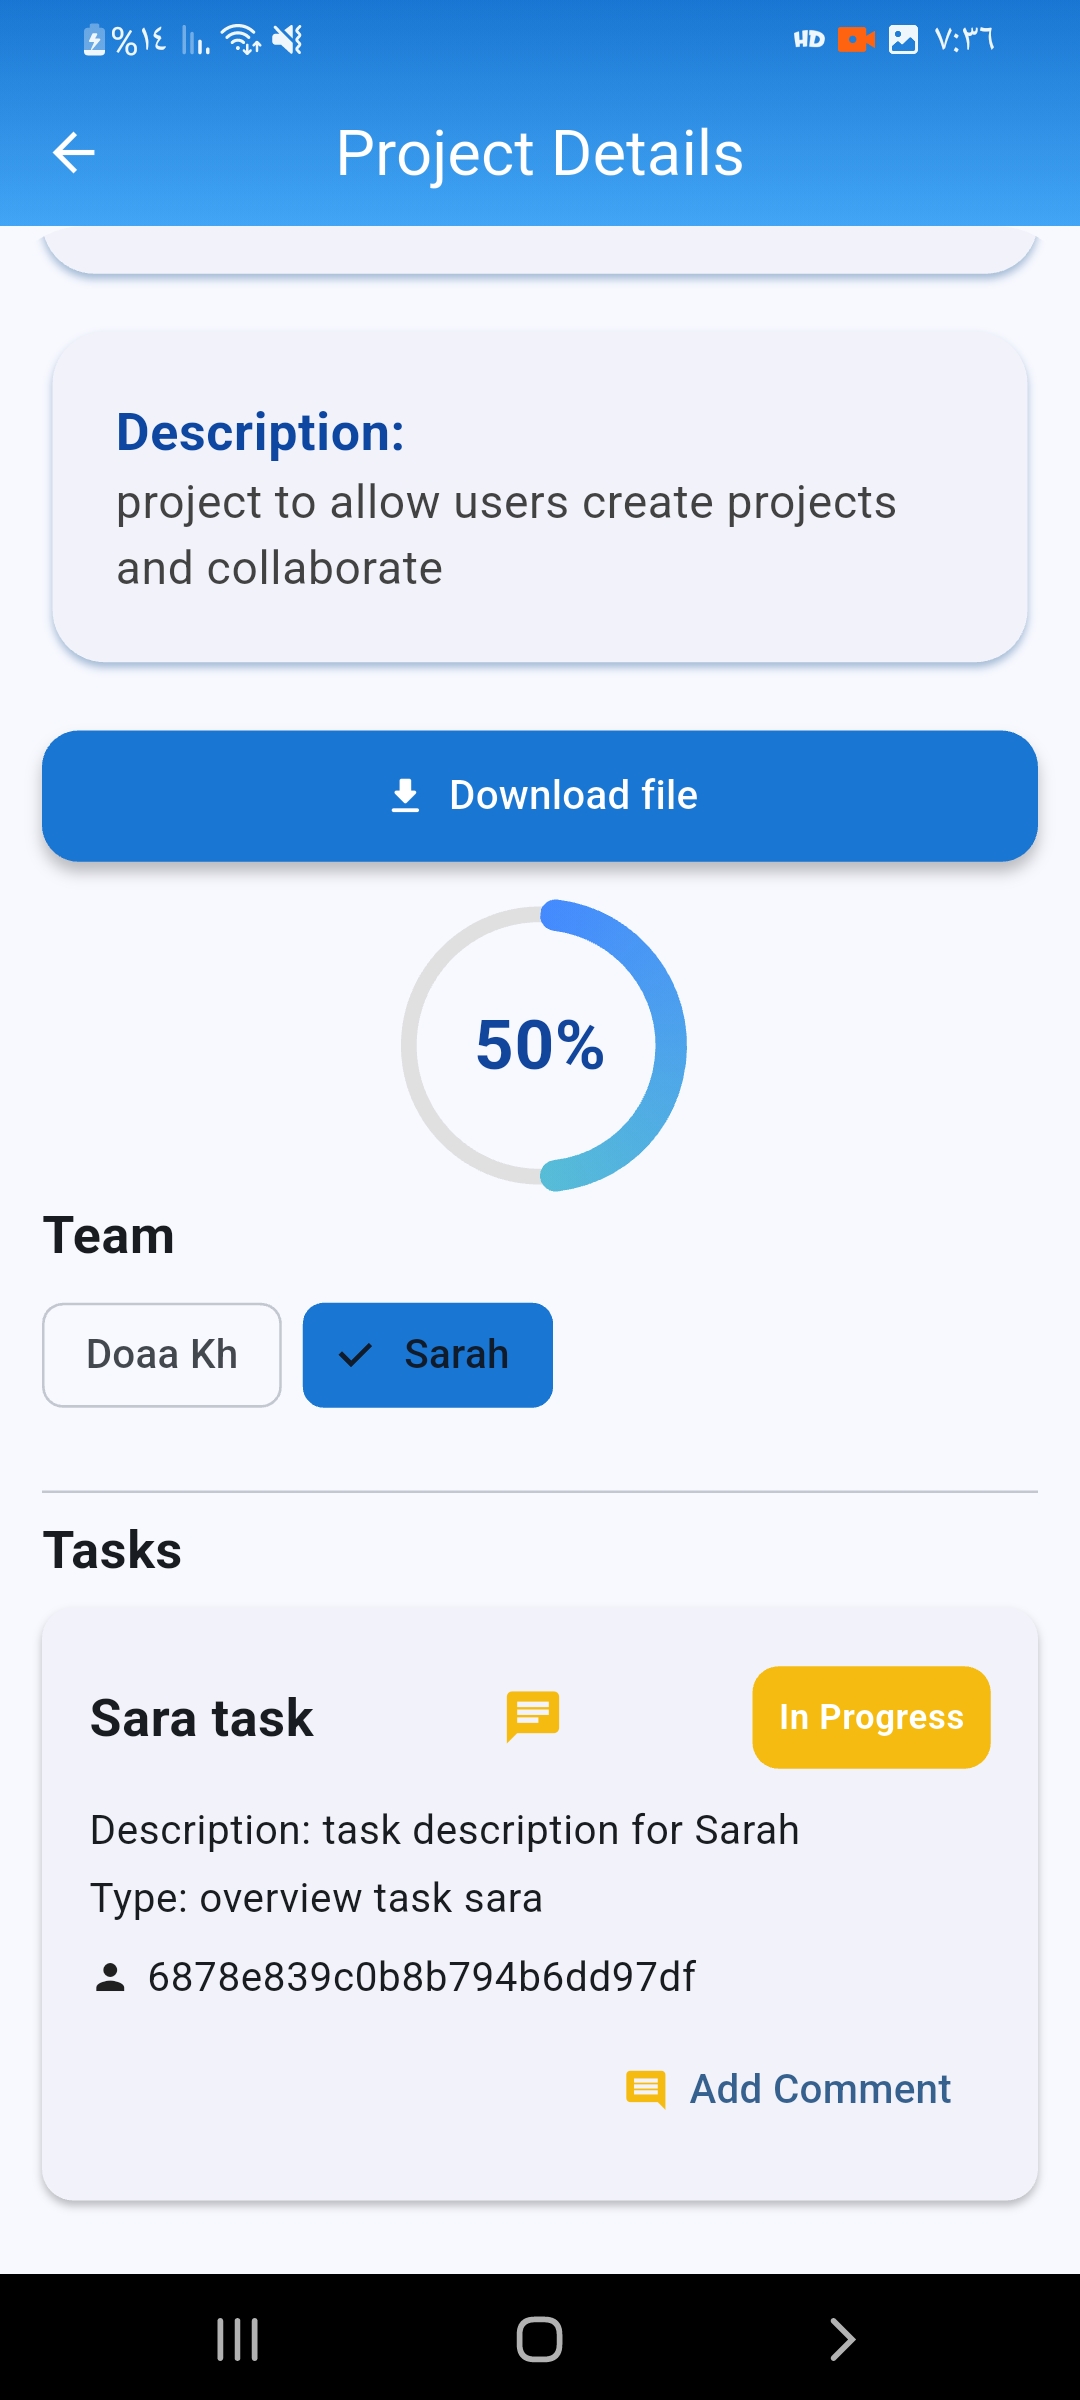 %١٤
HD ٧:٣٦
Project Details
Description:
project to allow users create projects
and collaborate
Download file
50%
Team
Doaa Kh
Sarah
Tasks
Sara task
In Progress
Description: task description for Sarah
Type: overview task sara
6878e839c0b8b794b6dd97df
Add Comment